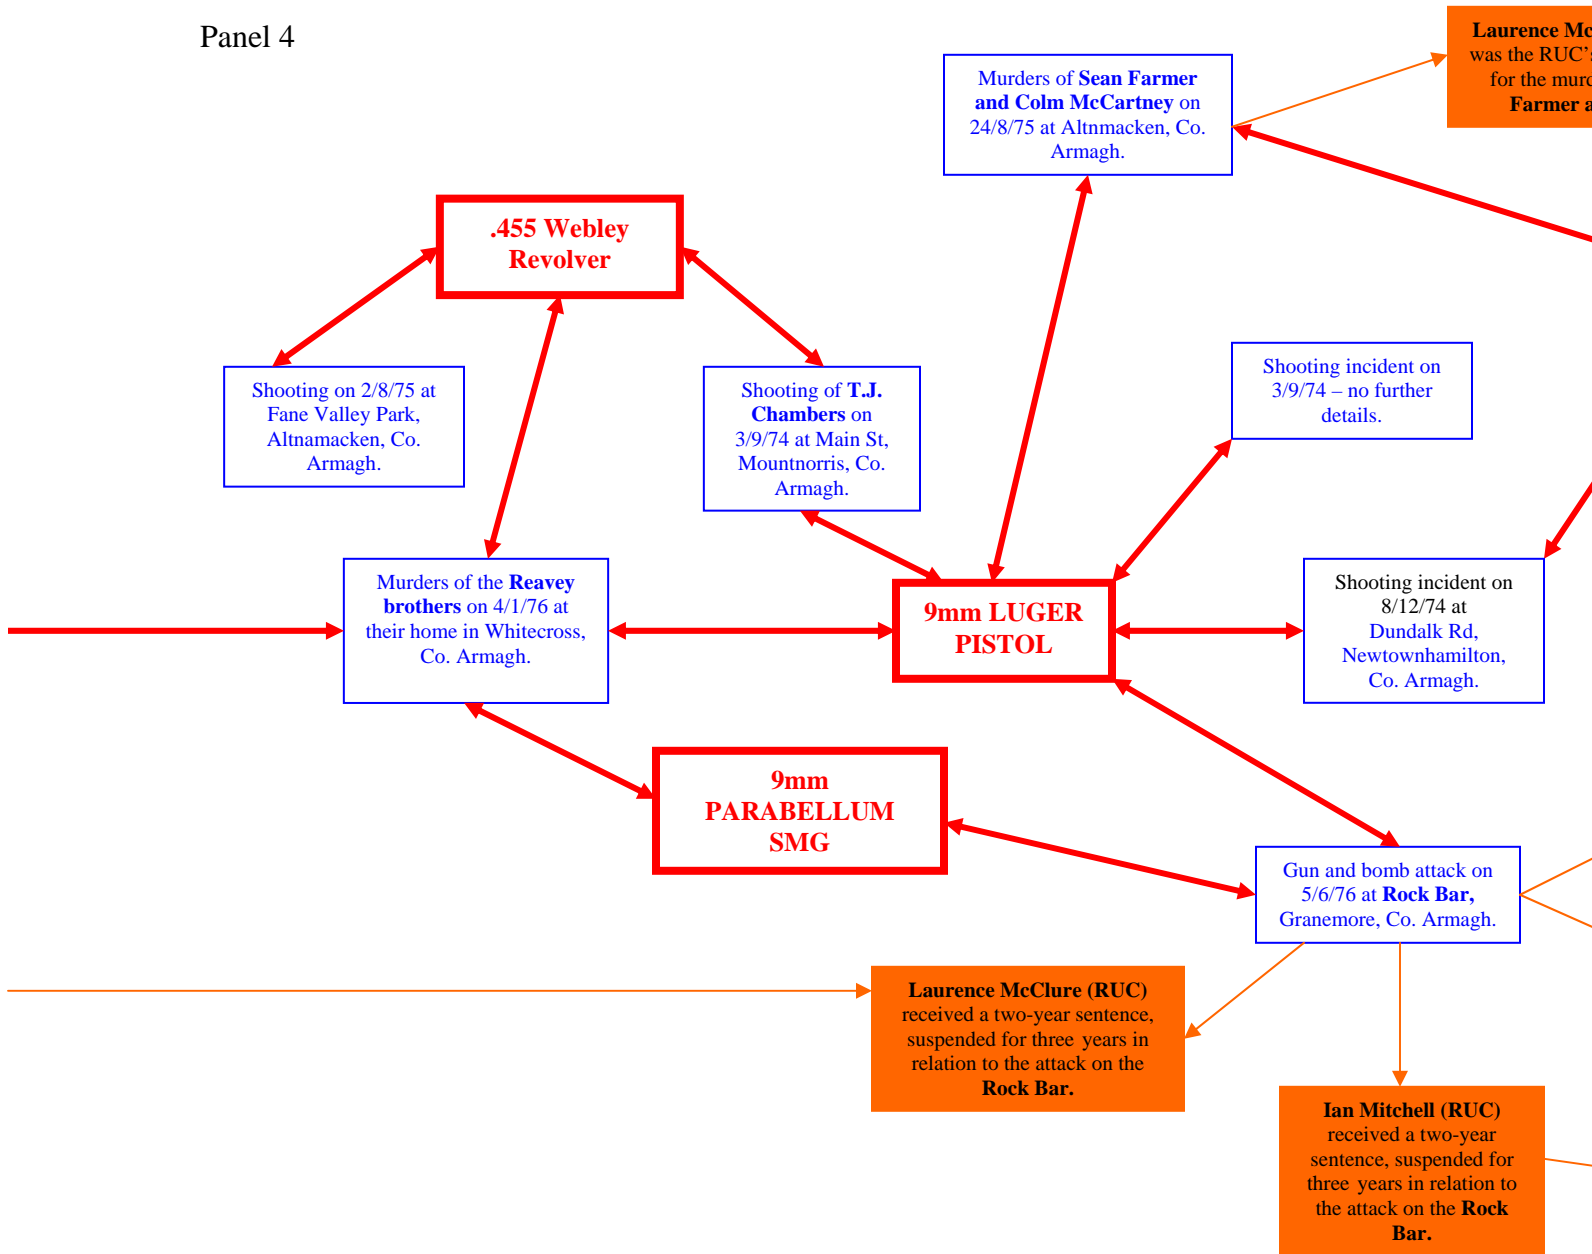 Panel 4
Laurence Mc
was the RUC's
for the murd
Farmer a
Murders of Sean Farmer
and Colm McCartney on
24/8/75 at Altnmacken, Co.
Armagh.
.455 Webley
Revolver
Shooting on 2/8/75 at
Fane Valley Park,
Altnamacken, Co.
Armagh.
Shooting of T.J.
Chambers on
3/9/74 at Main St,
Mountnorris, Co.
Armagh.
Shooting incident on
3/9/74 – no further
details.
Murders of the Reavey
brothers on 4/1/76 at
their home in Whitecross,
Co. Armagh.
9mm LUGER
PISTOL
Shooting incident on
8/12/74 at
Dundalk Rd,
Newtownhamilton,
Co. Armagh.
9mm
PARABELLUM
SMG
Gun and bomb attack on
5/6/76 at Rock Bar,
Granemore, Co. Armagh.
Laurence McClure (RUC)
received a two-year sentence,
suspended for three years in
relation to the attack on the
Rock Bar.
Ian Mitchell (RUC)
received a two-year
sentence, suspended for
three years in relation to
the attack on the Rock
Bar.